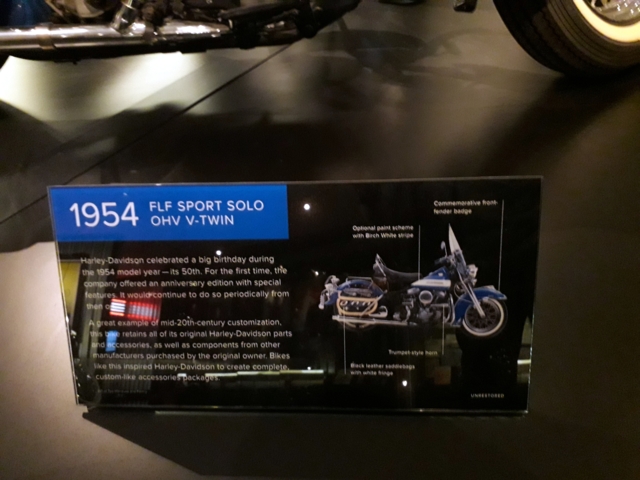 1954 FLF SPORT SOLO
OHV V-TWIN
Harley-Davidson celebrated a big birthday during
the 1954 model year—its 50th. For the first time, the
company offered an anniversary edition with special
features. It would continue to do so periodically from
then
A great example of mid-20th-century customization,
this bike retains all of its original Harley-Davidson parts
and accessories, as well as components from other
manufacturers purchased by the original owner. Bikes
like this inspired Harley-Davidson to create complete,
custom-like accessories packages.
Commemorative front-
fender badge
Optional paint scheme
with Birch White stripe
Trumpet-style horn
Black leather saddlebags
with white fringe
UNRESTORED